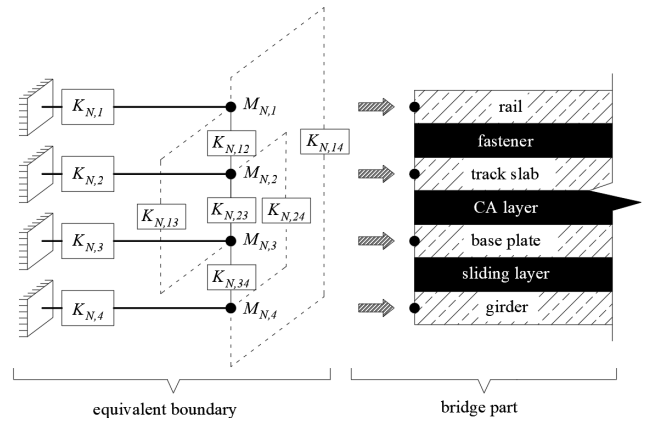 K_{N,1}
M_{N,1}
rail
K_{N,12}
K_{N,14}
fastener
K_{N,2}
M_{N,2}
track slab
K_{N,13}
K_{N,23}
K_{N,24}
CA layer
K_{N,3}
M_{N,3}
base plate
K_{N,34}
sliding layer
K_{N,4}
M_{N,4}
girder
equivalent boundary
bridge part